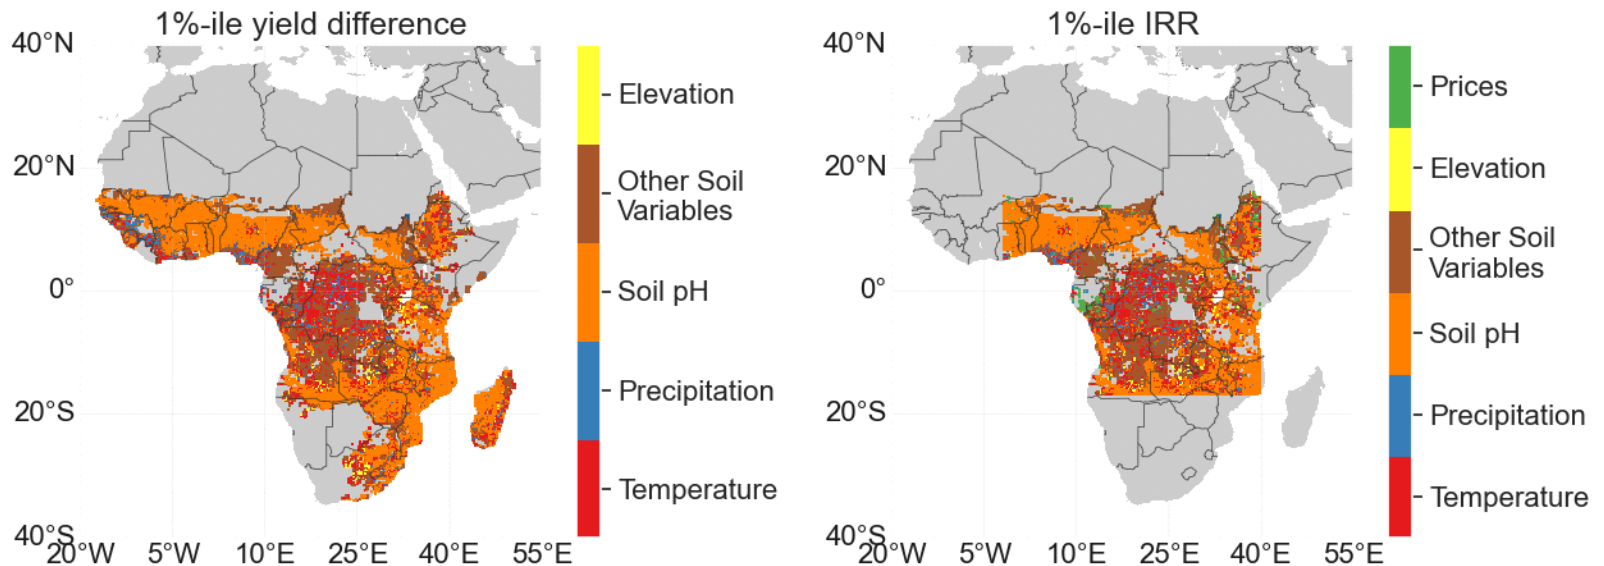 1%-ile yield difference
40°N
20°N
0°
20°S
40°S
20°W
5°W
10°E
25°E
40°E
55°E
Elevation
Other Soil
Variables
Soil pH
Precipitation
Temperature
1%-ile IRR
40°N
20°N
0°
20°S
40°S
20°W
5°W
10°E
25°E
40°E
55°E
Prices
Elevation
Other Soil
Variables
Soil pH
Precipitation
Temperature